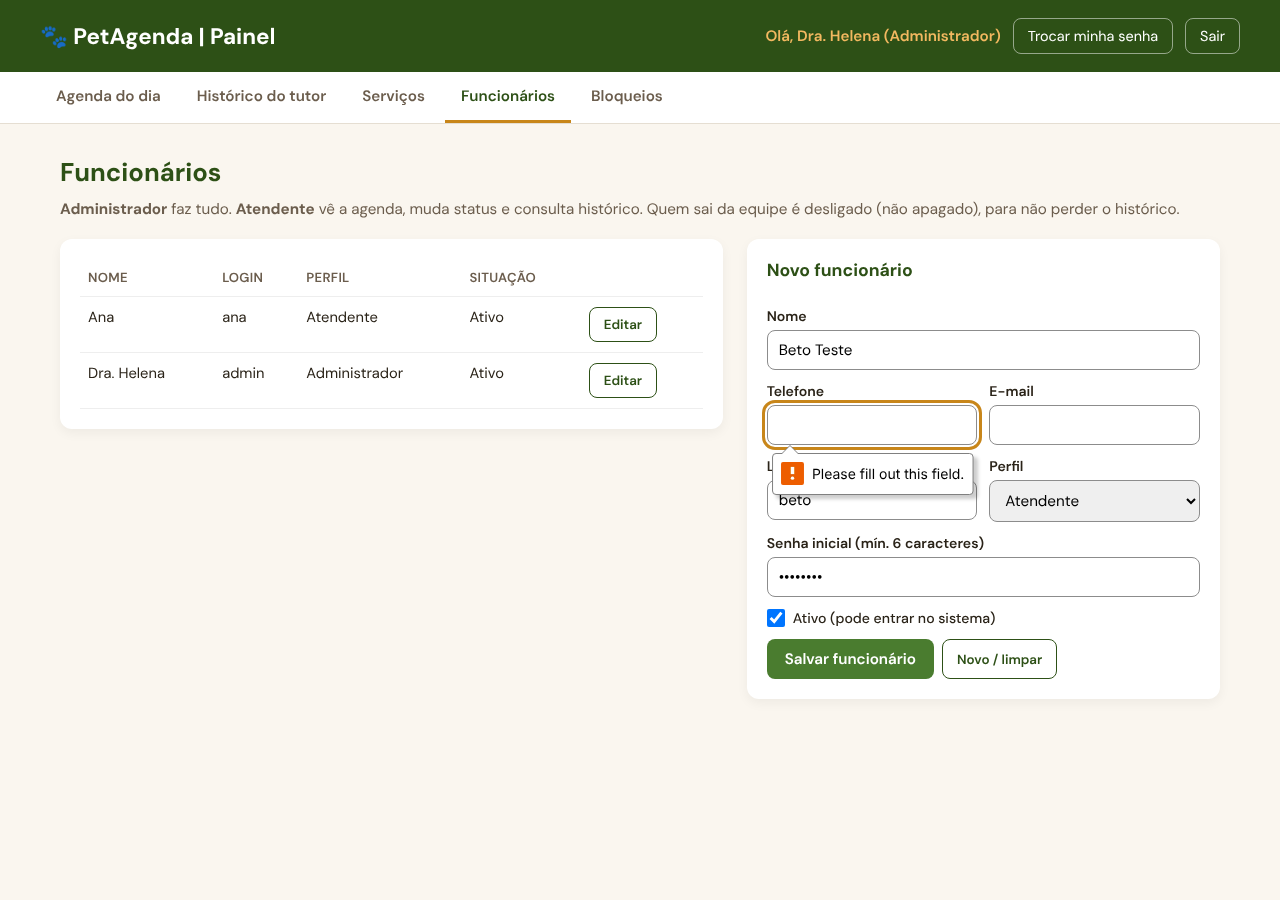 🐾 PetAgenda | Painel
Olá, Dra. Helena (Administrador)
Trocar minha senha
Sair
Agenda do dia
Histórico do tutor
Serviços
Funcionários
Bloqueios
Funcionários
Administrador faz tudo. Atendente vê a agenda, muda status e consulta histórico. Quem sai da equipe é desligado (não apagado), para não perder o histórico.
NOME LOGIN PERFIL SITUAÇÃO
Ana ana Atendente Ativo Editar
Dra. Helena admin Administrador Ativo Editar
Novo funcionário
Nome
Beto Teste
Telefone E-mail
Please fill out this field.
Perfil
beto
Atendente
Senha inicial (mín. 6 caracteres)
••••••••
Ativo (pode entrar no sistema)
Salvar funcionário
Novo / limpar